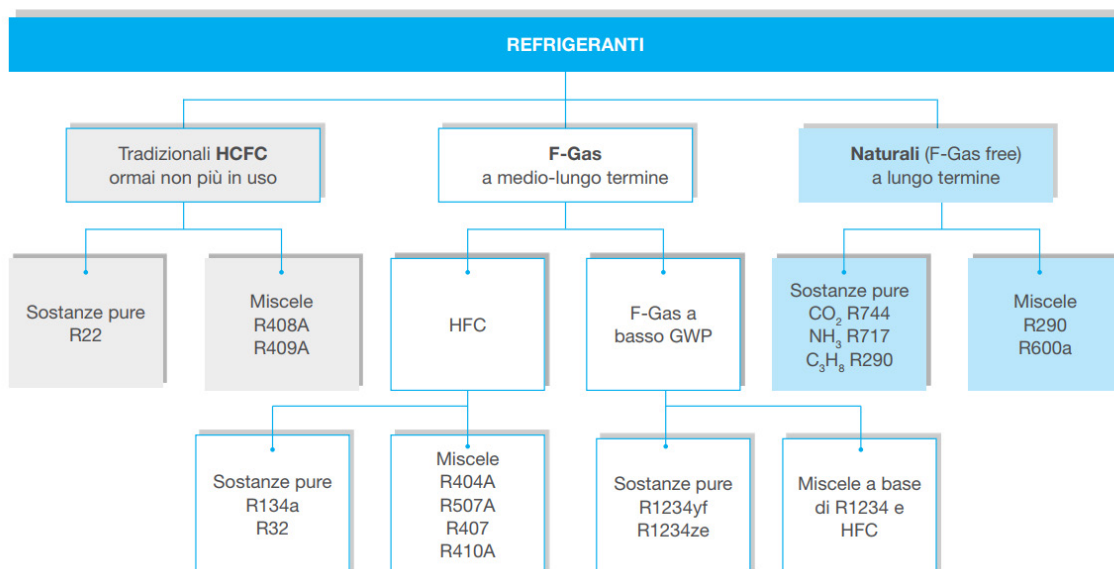 REFRIGERANTI
Tradizionali HCFC
ormai non più in uso
F-Gas
a medio-lungo termine
Naturali (F-Gas free)
a lungo termine
Sostanze pure
R22
Miscele
R408A
R409A
HFC
F-Gas a
basso GWP
Sostanze pure
CO₂ R744
NH₃ R717
C₃H₈ R290
Miscele
R290
R600a
Sostanze pure
R134a
R32
Miscele
R404A
R507A
R407
R410A
Sostanze pure
R1234yf
R1234ze
Miscele a base
di R1234 e
HFC